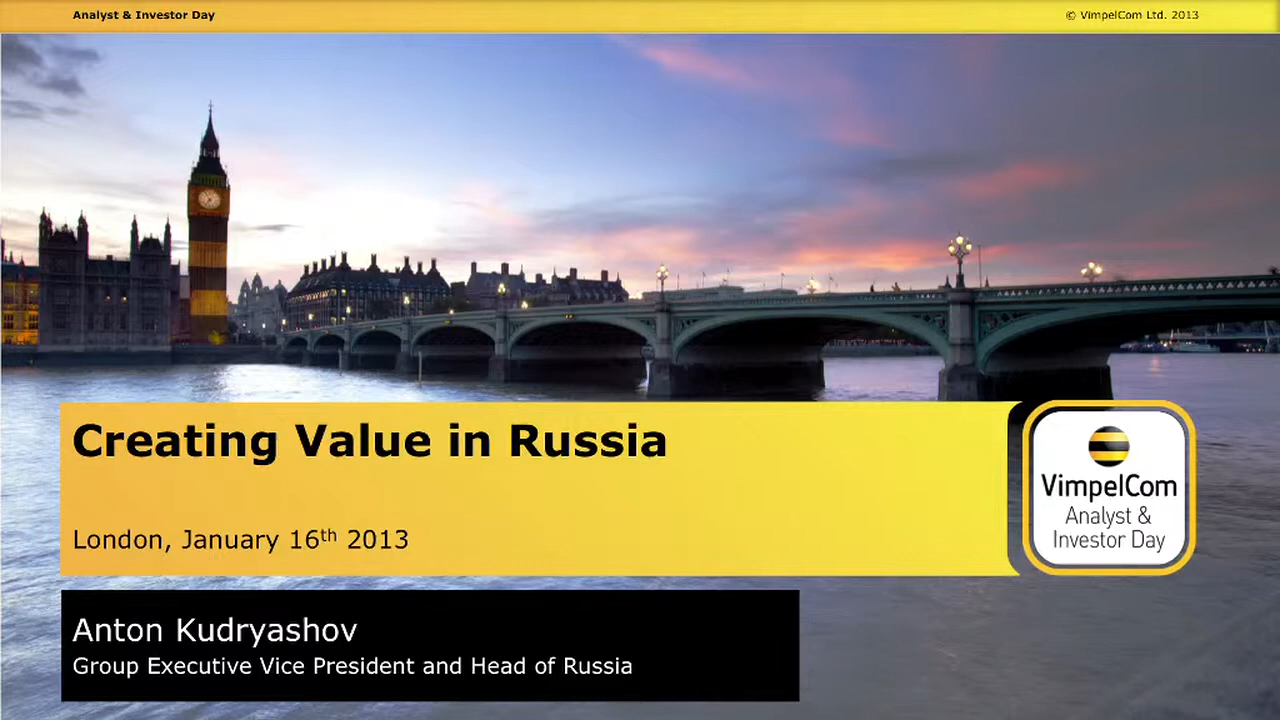 Analyst & Investor Day
© VimpelCom Ltd. 2013
Creating Value in Russia
London, January 16th 2013
VimpelCom
Analyst &
Investor Day
Anton Kudryashov
Group Executive Vice President and Head of Russia